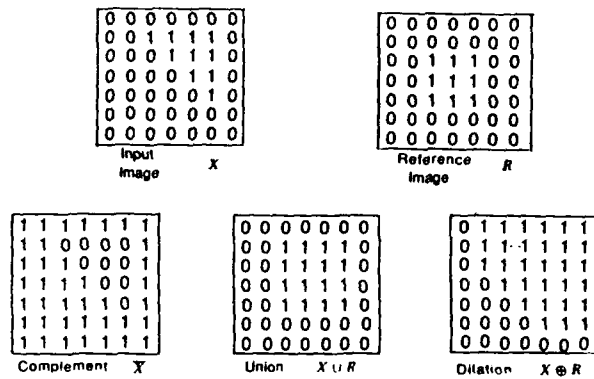 0 0 0 0 0 0 0
0 0 1 1 1 1 0
0 0 0 1 1 1 0
0 0 0 0 1 1 0
0 0 0 0 0 1 0
0 0 0 0 0 0 0
0 0 0 0 0 0 0
Input
Image X
0 0 0 0 0 0 0
0 0 0 0 0 0 0
0 0 1 1 1 0 0
0 0 1 1 1 0 0
0 0 1 1 1 0 0
0 0 0 0 0 0 0
0 0 0 0 0 0 0
Reference R
Image
1 1 1 1 1 1 1
1 1 0 0 0 0 1
1 1 1 0 0 0 1
1 1 1 1 0 0 1
1 1 1 1 1 0 1
1 1 1 1 1 1 1
1 1 1 1 1 1 1
Complement X̅
0 0 0 0 0 0 0
0 0 1 1 1 1 0
0 0 1 1 1 1 0
0 0 1 1 1 1 0
0 0 1 1 1 1 0
0 0 0 0 0 0 0
0 0 0 0 0 0 0
Union X ∪ R
0 1 1 1 1 1 1
0 1 1 1 1 1 1
0 1 1 1 1 1 1
0 0 1 1 1 1 1
0 0 0 1 1 1 1
0 0 0 0 1 1 1
0 0 0 0 0 0 0
Dilation X ⊕ R